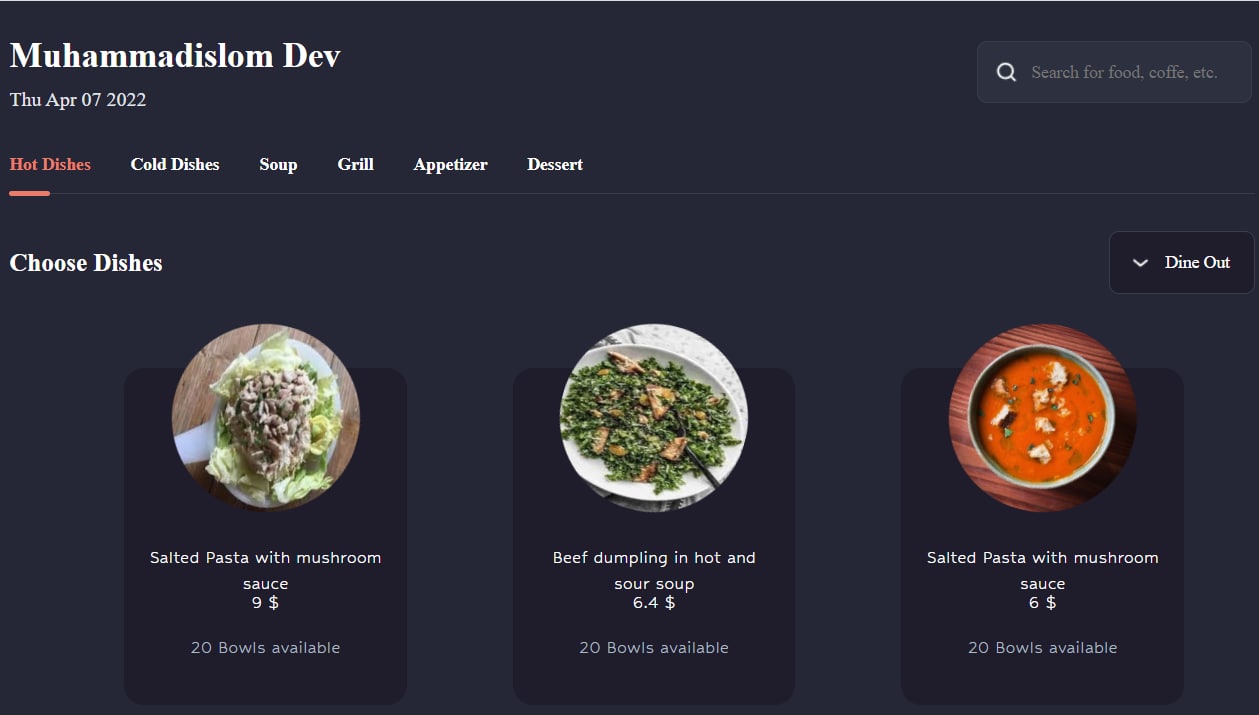 Muhammadislom Dev
Thu Apr 07 2022
Search for food, coffe, etc.
Hot Dishes
Cold Dishes
Soup
Grill
Appetizer
Dessert
Choose Dishes
Dine Out
Salted Pasta with mushroom
sauce
9 $
20 Bowls available
Beef dumpling in hot and
sour soup
6.4 $
20 Bowls available
Salted Pasta with mushroom
sauce
6 $
20 Bowls available